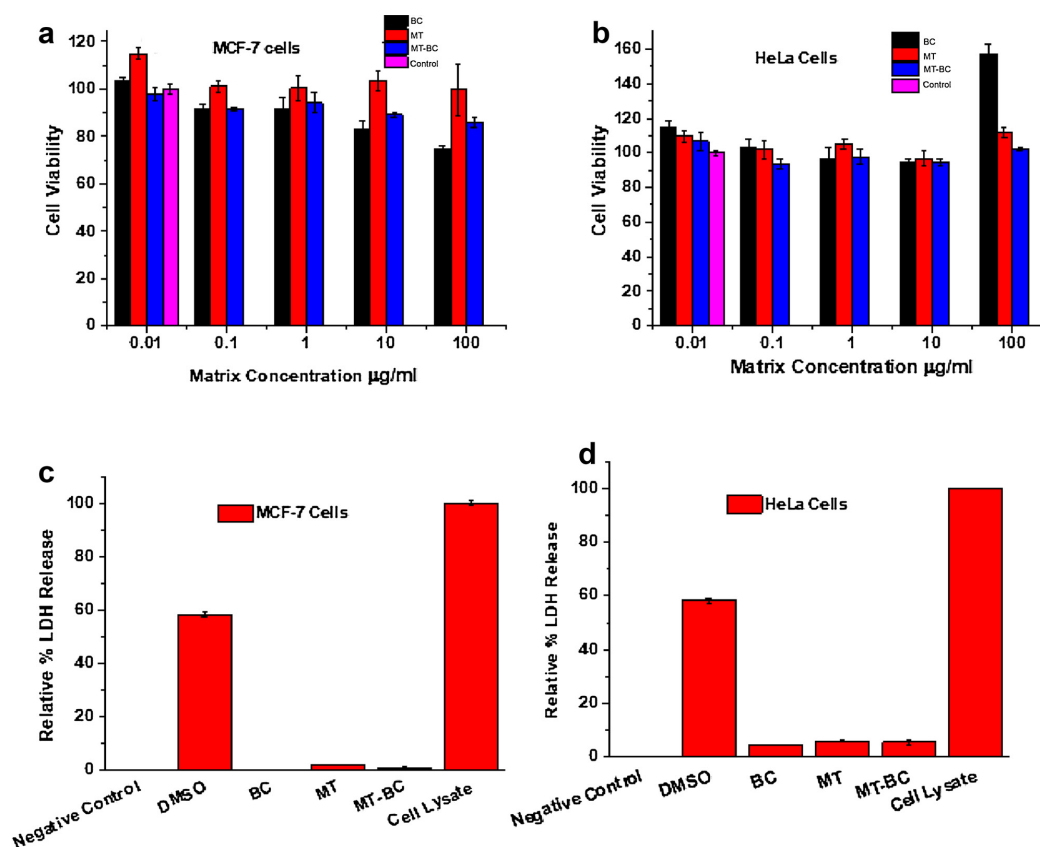 a
MCF-7 cells
BC
MT
MT-BC
Control
Cell Viability
120
100
80
60
40
20
0
0.01 0.1 1 10 100
Matrix Concentration µg/ml
b
HeLa Cells
BC
MT
MT-BC
Control
Cell Viability
160
140
120
100
80
60
40
20
0
0.01 0.1 1 10 100
Matrix Concentration µg/ml
c
MCF-7 Cells
Relative % LDH Release
100
80
60
40
20
0
Negative Control DMSO BC MT MT-BC Cell Lysate
d
HeLa Cells
Relative % LDH Release
100
80
60
40
20
0
Negative Control DMSO BC MT MT-BC Cell Lysate